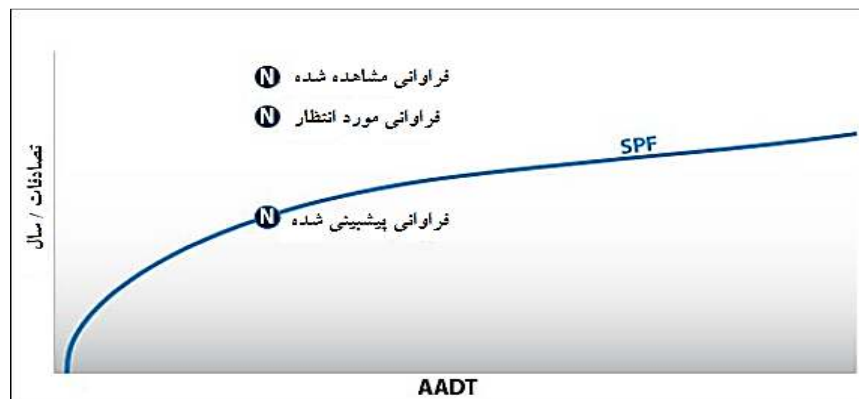 N فراوانی مشاهده شده
N فراوانی مورد انتظار
SPF
N فراوانی پیشبینی شده
تصادفات / سال
AADT